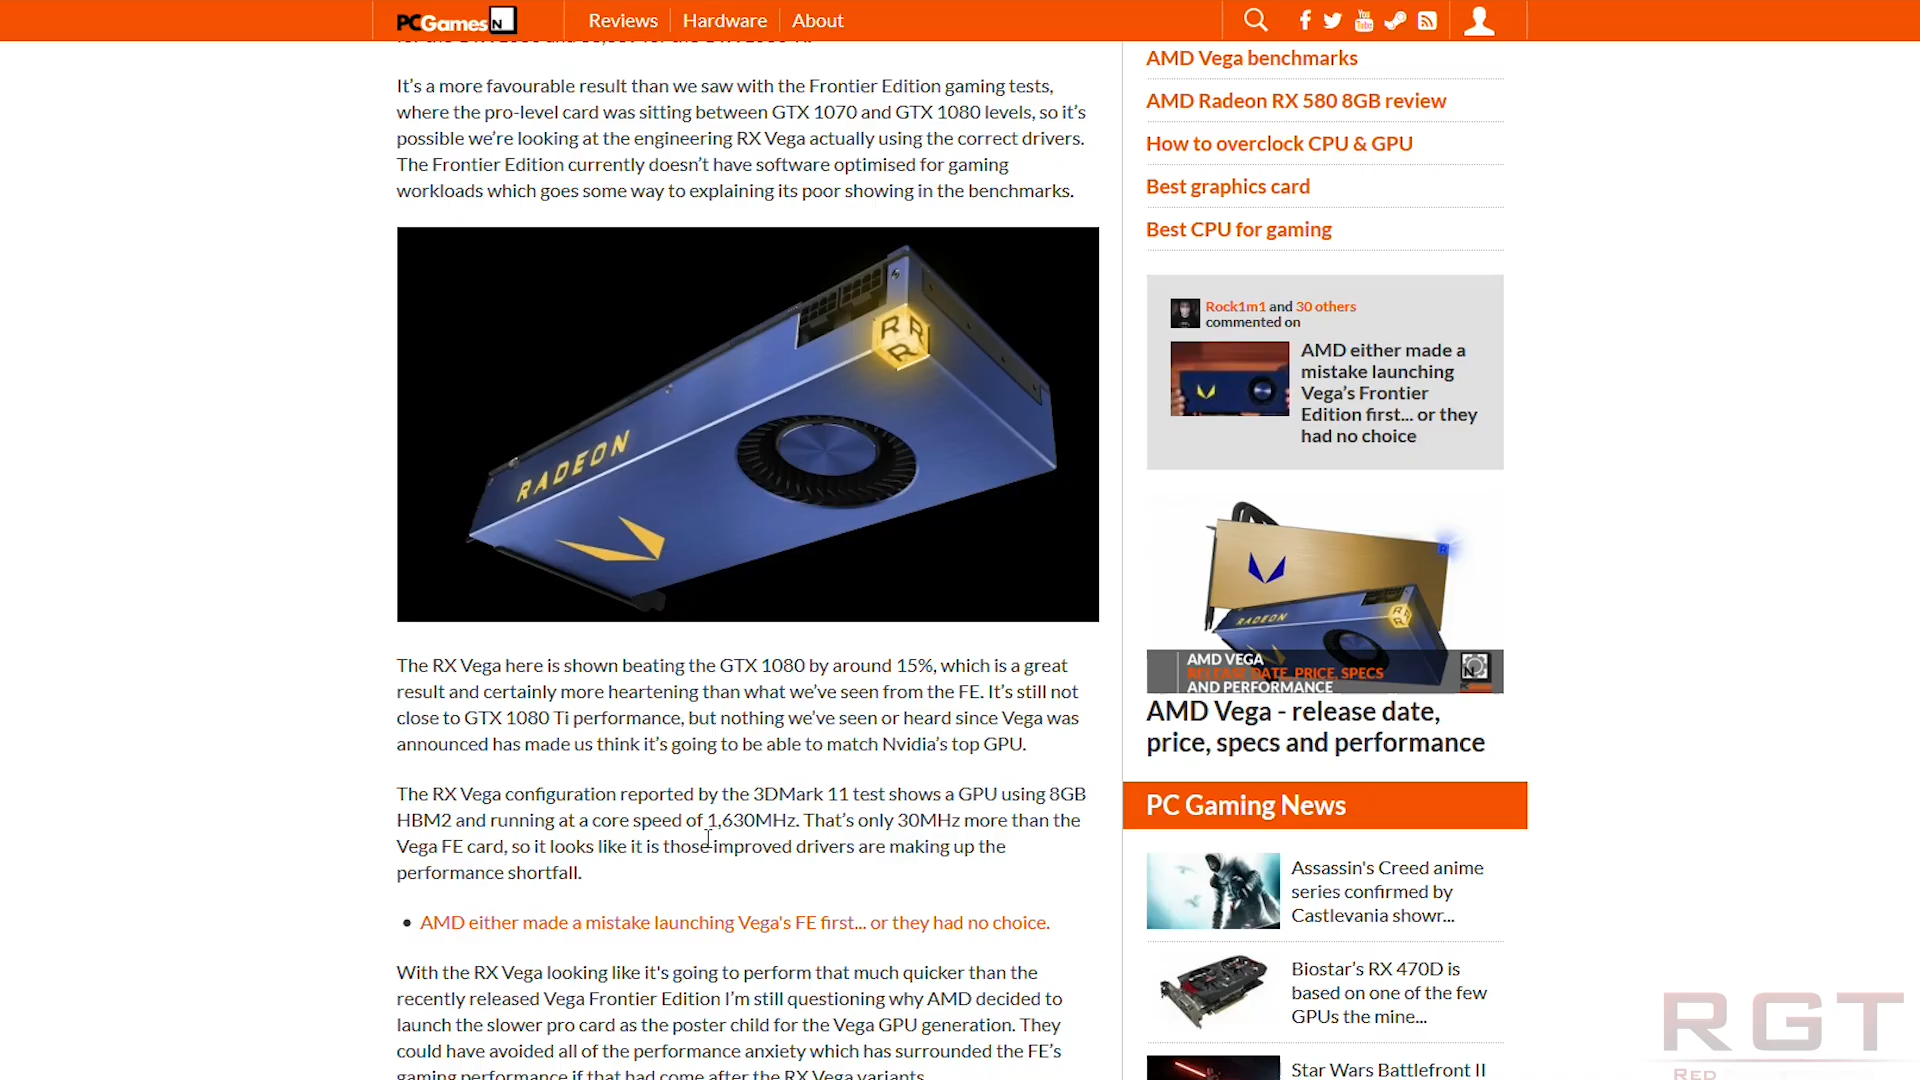 PCGamesN
Reviews
Hardware
About
It's a more favourable result than we saw with the Frontier Edition gaming tests,
where the pro-level card was sitting between GTX 1070 and GTX 1080 levels, so it's
possible we're looking at the engineering RX Vega actually using the correct drivers.
The Frontier Edition currently doesn't have software optimised for gaming
workloads which goes some way to explaining its poor showing in the benchmarks.
RADEON
R R R
The RX Vega here is shown beating the GTX 1080 by around 15%, which is a great
result and certainly more heartening than what we've seen from the FE. It's still not
close to GTX 1080 Ti performance, but nothing we've seen or heard since Vega was
announced has made us think it's going to be able to match Nvidia's top GPU.
The RX Vega configuration reported by the 3DMark 11 test shows a GPU using 8GB
HBM2 and running at a core speed of 1,630MHz. That's only 30MHz more than the
Vega FE card, so it looks like it is those improved drivers are making up the
performance shortfall.
AMD either made a mistake launching Vega's FE first... or they had no choice.
With the RX Vega looking like it's going to perform that much quicker than the
recently released Vega Frontier Edition I'm still questioning why AMD decided to
launch the slower pro card as the poster child for the Vega GPU generation. They
could have avoided all of the performance anxiety which has surrounded the FE's
gaming performance if that had come after the RX Vega variants.
AMD Vega benchmarks
AMD Radeon RX 580 8GB review
How to overclock CPU & GPU
Best graphics card
Best CPU for gaming
Rock1m1 and 30 others
commented on
AMD either made a
mistake launching
Vega's Frontier
Edition first... or they
had no choice
RADEON
AMD VEGA
RELEASE DATE, PRICE, SPECS
AND PERFORMANCE
AMD Vega - release date,
price, specs and performance
PC Gaming News
Assassin's Creed anime
series confirmed by
Castlevania showr...
Biostar's RX 470D is
based on one of the few
GPUs the mine...
Star Wars Battlefront II
RGT
RED